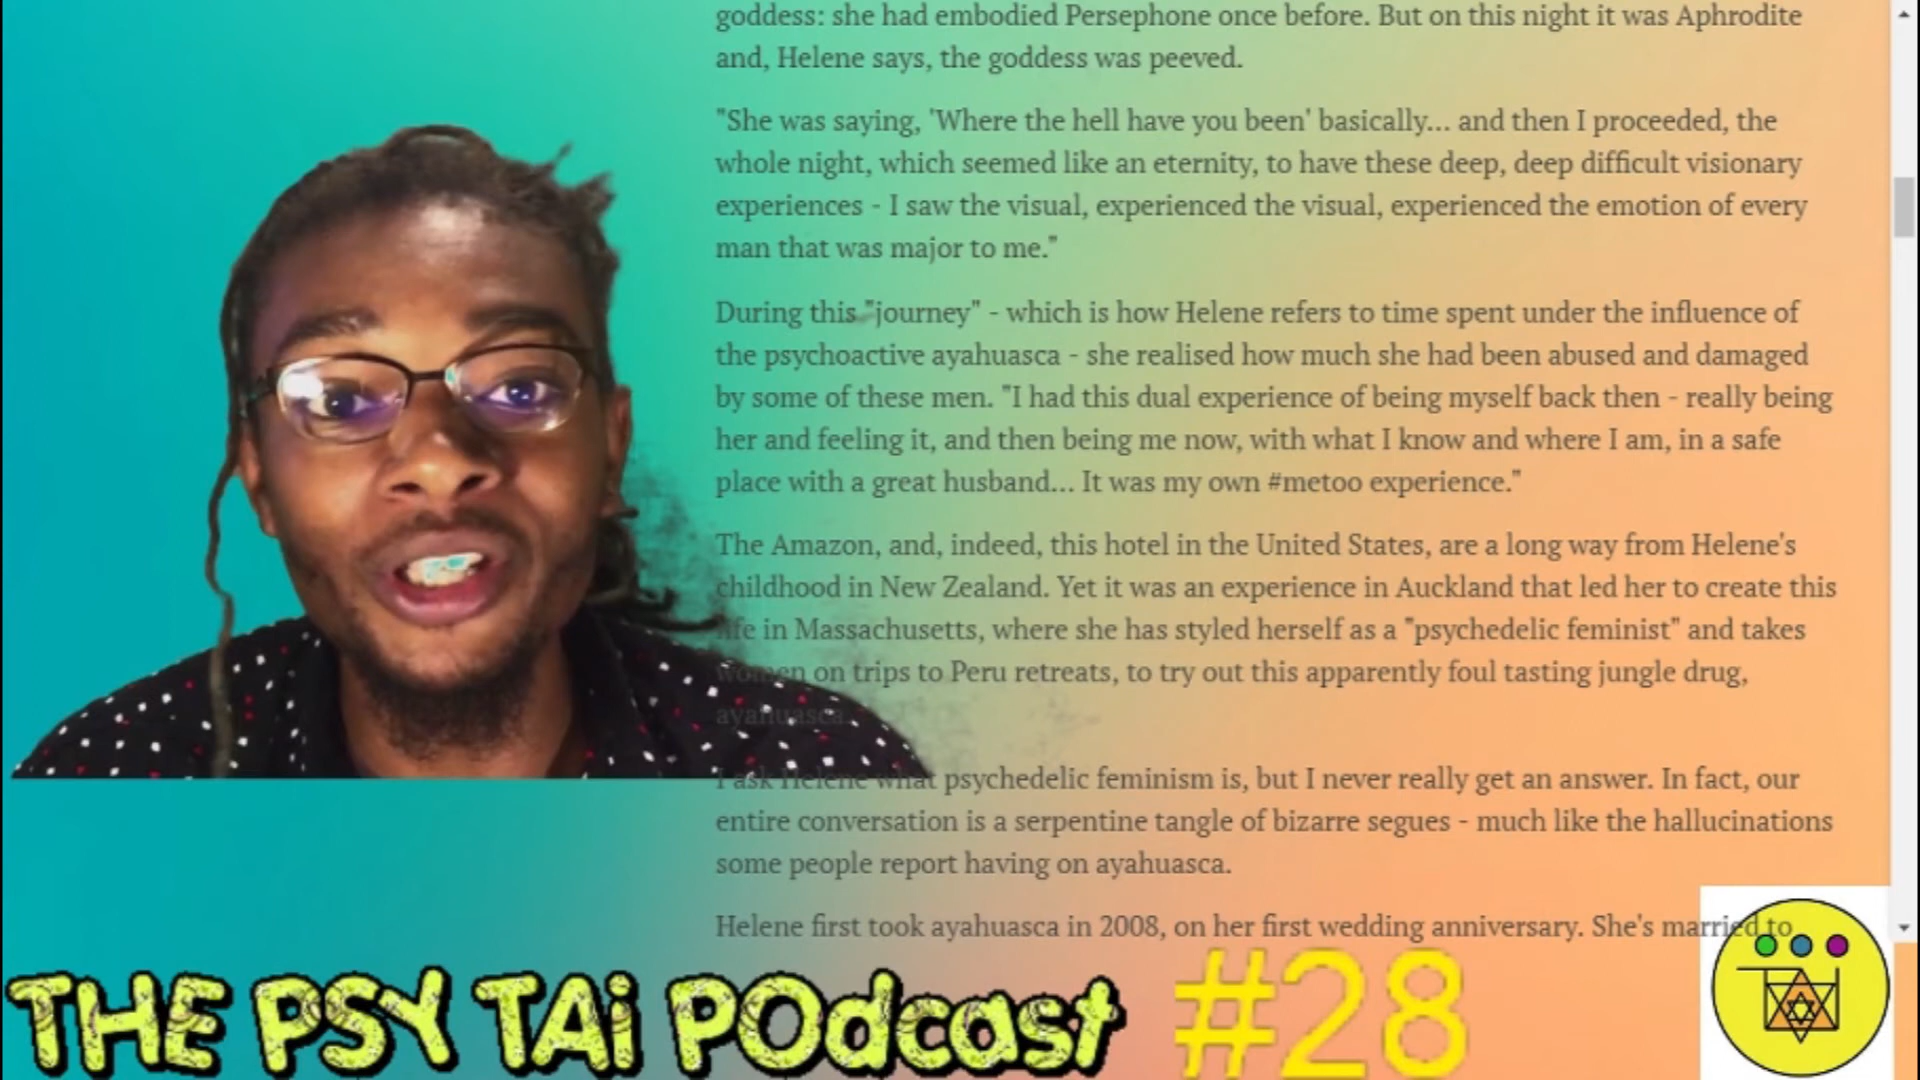 goddess: she had embodied Persephone once before. But on this night it was Aphrodite
and, Helene says, the goddess was peeved.
"She was saying, 'Where the hell have you been' basically... and then I proceeded, the
whole night, which seemed like an eternity, to have these deep, deep difficult visionary
experiences - I saw the visual, experienced the visual, experienced the emotion of every
man that was major to me."
During this "journey" - which is how Helene refers to time spent under the influence of
the psychoactive ayahuasca - she realised how much she had been abused and damaged
by some of these men. "I had this dual experience of being myself back then - really being
her and feeling it, and then being me now, with what I know and where I am, in a safe
place with a great husband... It was my own #metoo experience."
The Amazon, and, indeed, this hotel in the United States, are a long way from Helene's
childhood in New Zealand. Yet it was an experience in Auckland that led her to create this
life in Massachusetts, where she has styled herself as a "psychedelic feminist" and takes
women on trips to Peru retreats, to try out this apparently foul tasting jungle drug,
ayahuasca.
I ask Helene what psychedelic feminism is, but I never really get an answer. In fact, our
entire conversation is a serpentine tangle of bizarre segues - much like the hallucinations
some people report having on ayahuasca.
Helene first took ayahuasca in 2008, on her first wedding anniversary. She's married to
THE PSY TAi POdcast #28